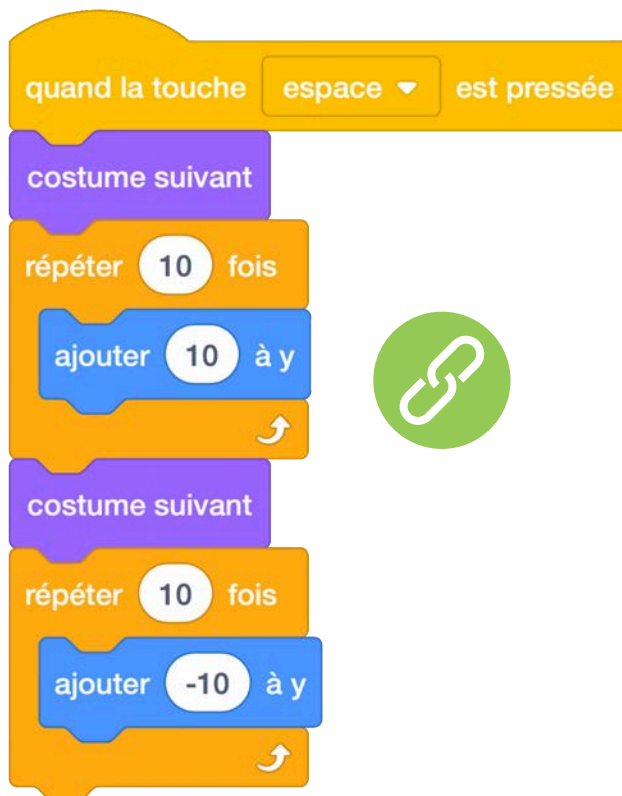 quand la touche espace est pressée
costume suivant
répéter 10 fois
ajouter 10 à y
costume suivant
répéter 10 fois
ajouter -10 à y